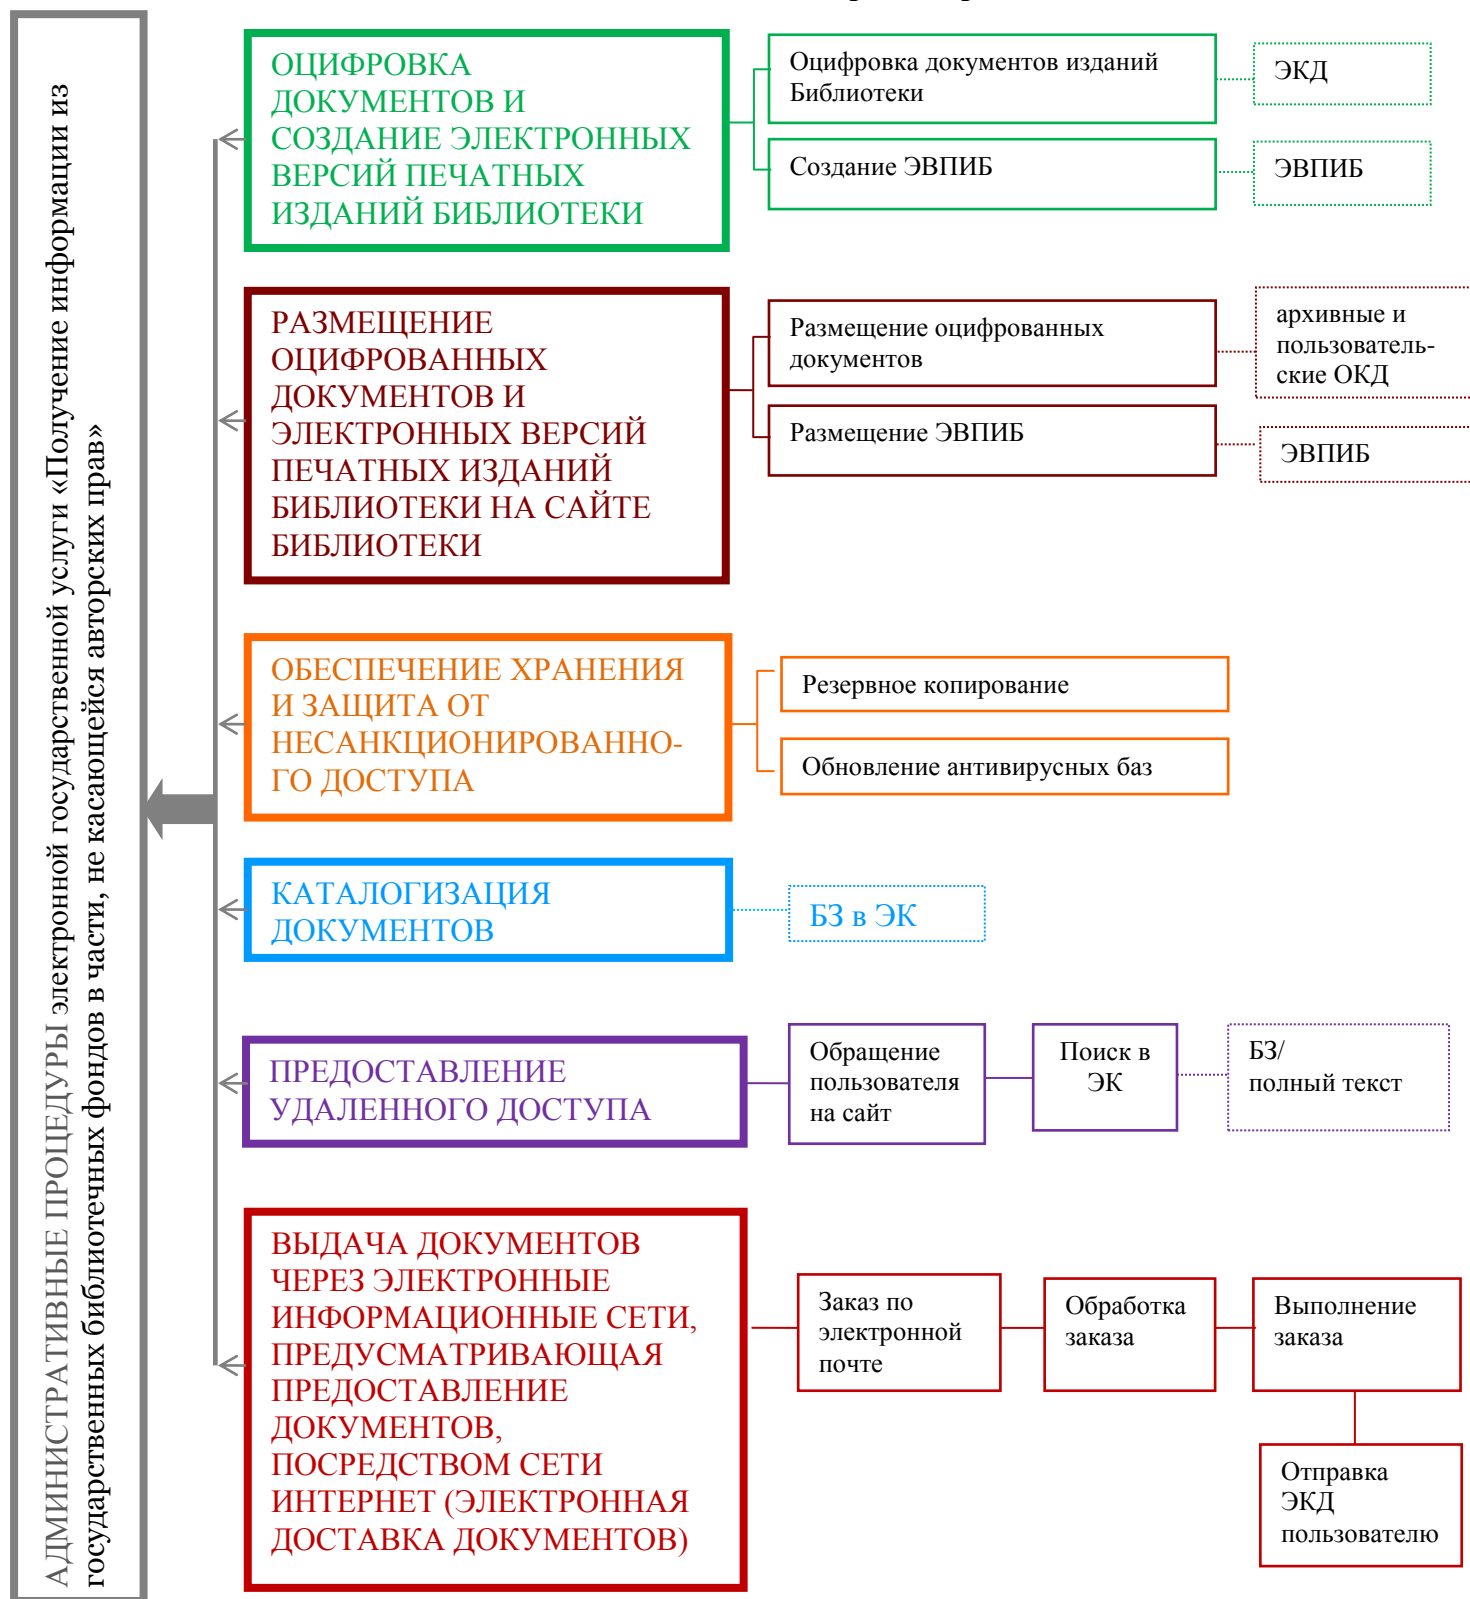 АДМИНИСТРАТИВНЫЕ ПРОЦЕДУРЫ электронной государственной услуги «Получение информации из
государственных библиотечных фондов в части, не касающейся авторских прав»
ОЦИФРОВКА
ДОКУМЕНТОВ И
СОЗДАНИЕ ЭЛЕКТРОННЫХ
ВЕРСИЙ ПЕЧАТНЫХ
ИЗДАНИЙ БИБЛИОТЕКИ
Оцифровка документов изданий
Библиотеки
ЭКД
Создание ЭВПИБ
ЭВПИБ
РАЗМЕЩЕНИЕ
ОЦИФРОВАННЫХ
ДОКУМЕНТОВ И
ЭЛЕКТРОННЫХ ВЕРСИЙ
ПЕЧАТНЫХ ИЗДАНИЙ
БИБЛИОТЕКИ НА САЙТЕ
БИБЛИОТЕКИ
Размещение оцифрованных
документов
архивные и
пользователь-
ские ОКД
Размещение ЭВПИБ
ЭВПИБ
ОБЕСПЕЧЕНИЕ ХРАНЕНИЯ
И ЗАЩИТА ОТ
НЕСАНКЦИОНИРОВАННО-
ГО ДОСТУПА
Резервное копирование
Обновление антивирусных баз
КАТАЛОГИЗАЦИЯ
ДОКУМЕНТОВ
БЗ в ЭК
ПРЕДОСТАВЛЕНИЕ
УДАЛЕННОГО ДОСТУПА
Обращение
пользователя
на сайт
Поиск в
ЭК
БЗ/
полный текст
ВЫДАЧА ДОКУМЕНТОВ
ЧЕРЕЗ ЭЛЕКТРОННЫЕ
ИНФОРМАЦИОННЫЕ СЕТИ,
ПРЕДУСМАТРИВАЮЩАЯ
ПРЕДОСТАВЛЕНИЕ
ДОКУМЕНТОВ,
ПОСРЕДСТВОМ СЕТИ
ИНТЕРНЕТ (ЭЛЕКТРОННАЯ
ДОСТАВКА ДОКУМЕНТОВ)
Заказ по
электронной
почте
Обработка
заказа
Выполнение
заказа
Отправка
ЭКД
пользователю